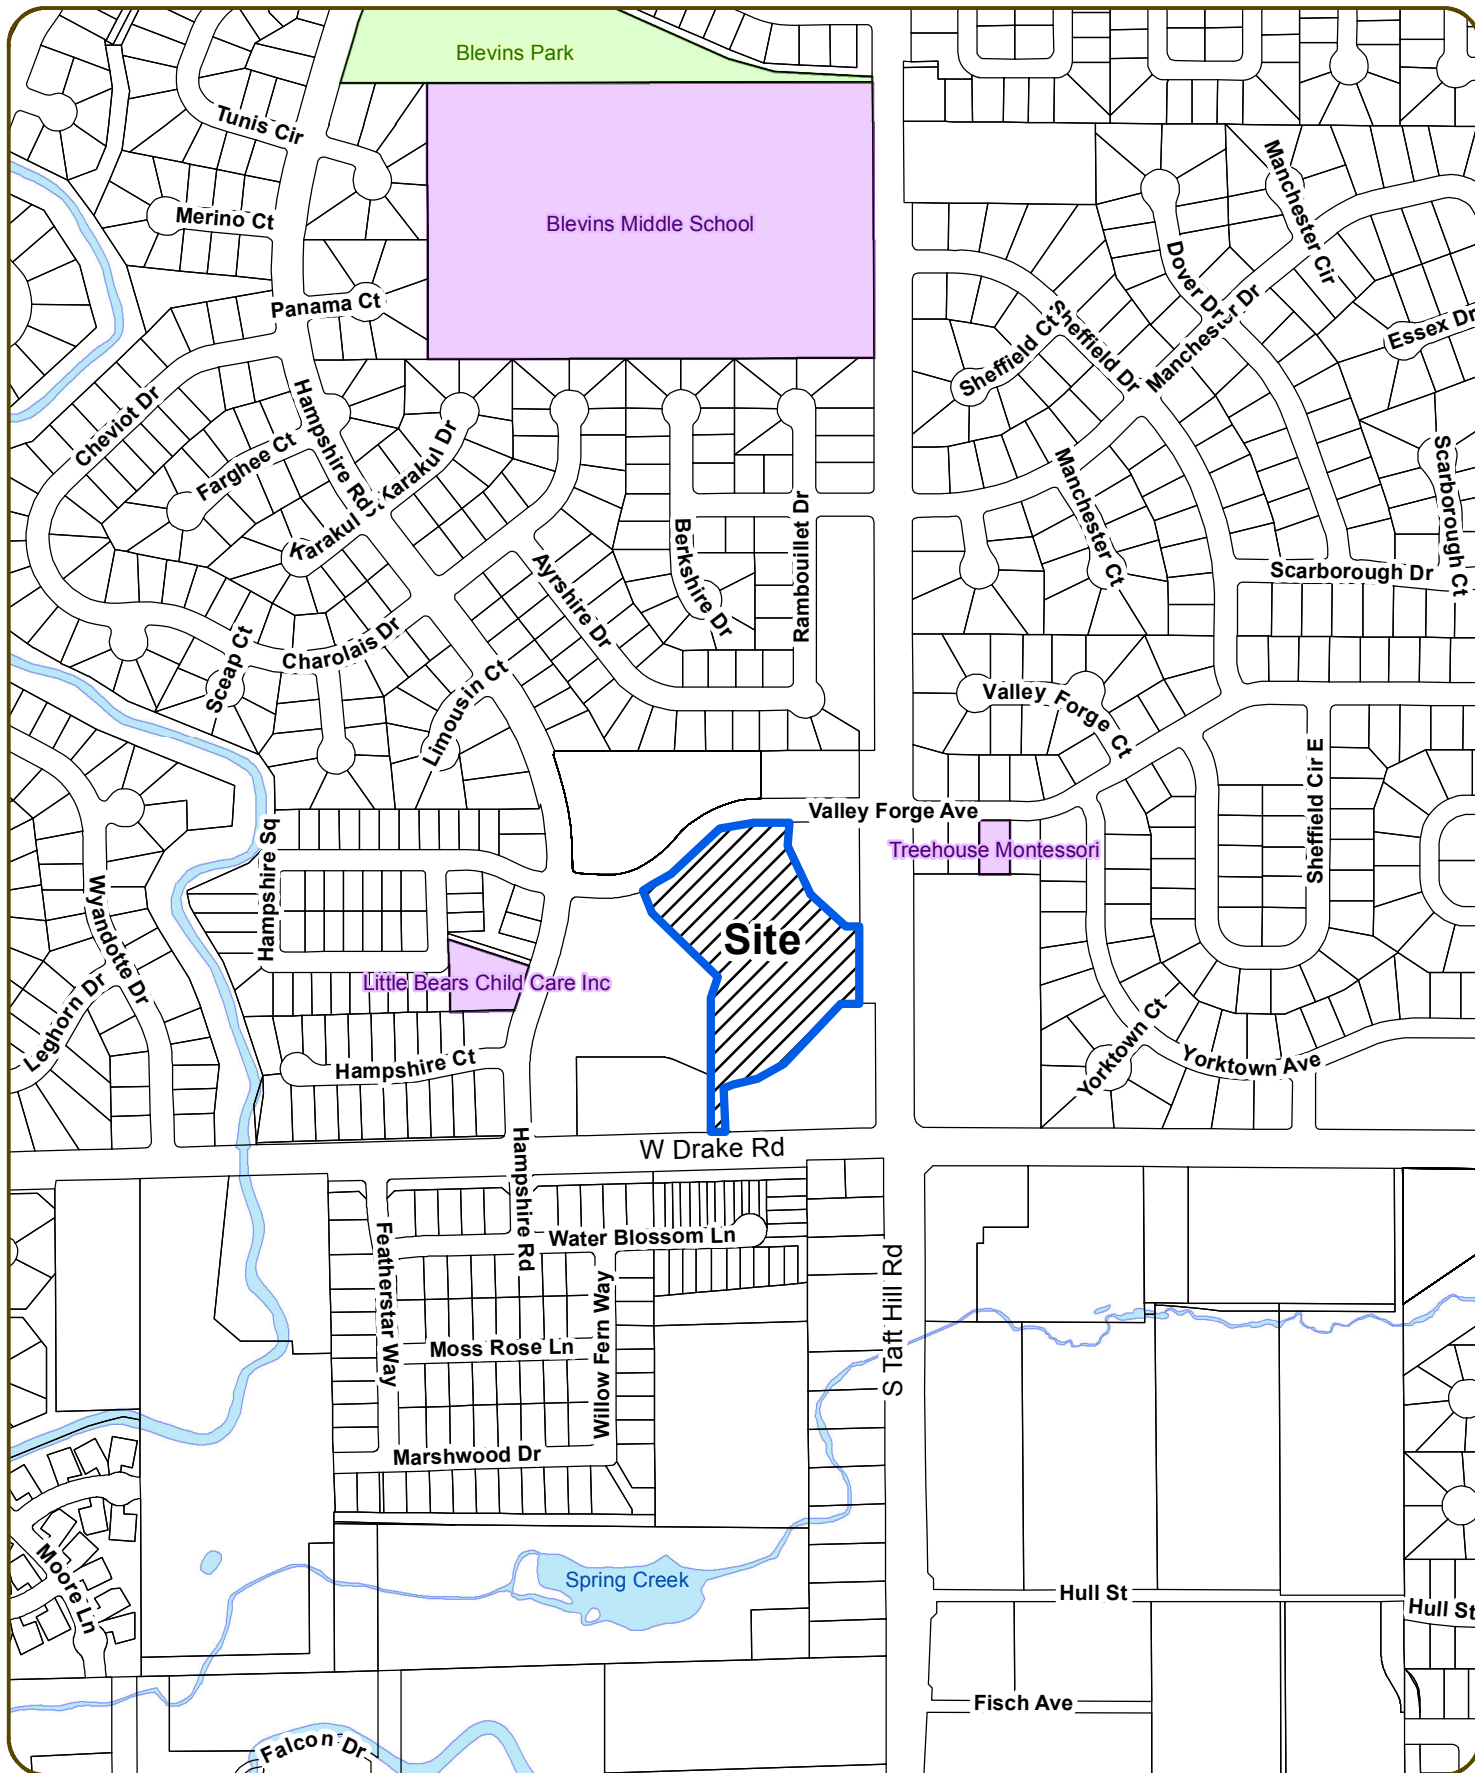 Blevins Park
Tunis Cir
Manchester Cir
Merino Ct
Blevins Middle School
Dover Dr
Panama Ct
Sheffield Ct
Sheffield Dr
Manchester Dr
Essex Dr
Cheviot Dr
Hampshire Rd
Farghee Ct
Karakul Dr
Karakul Ct
Manchester Ct
Scarborough Ct
Ayrshire Dr
Berkshire Dr
Rambouillet Dr
Scarborough Dr
Charolais Dr
Sceap Ct
Limousin Ct
Valley Forge Ct
Valley Forge Ave
Sheffield Cir E
Hampshire Sq
Treehouse Montessori
Wyandotte Dr
Site
Little Bears Child Care Inc
Leghorn Dr
Hampshire Ct
Yorktown Ct
Yorktown Ave
W Drake Rd
Hampshire Rd
Featherstar Way
Water Blossom Ln
S Taft Hill Rd
Willow Fern Way
Moss Rose Ln
Marshwood Dr
Moore Ln
Spring Creek
Hull St
Hull St
Fisch Ave
Falcon Dr